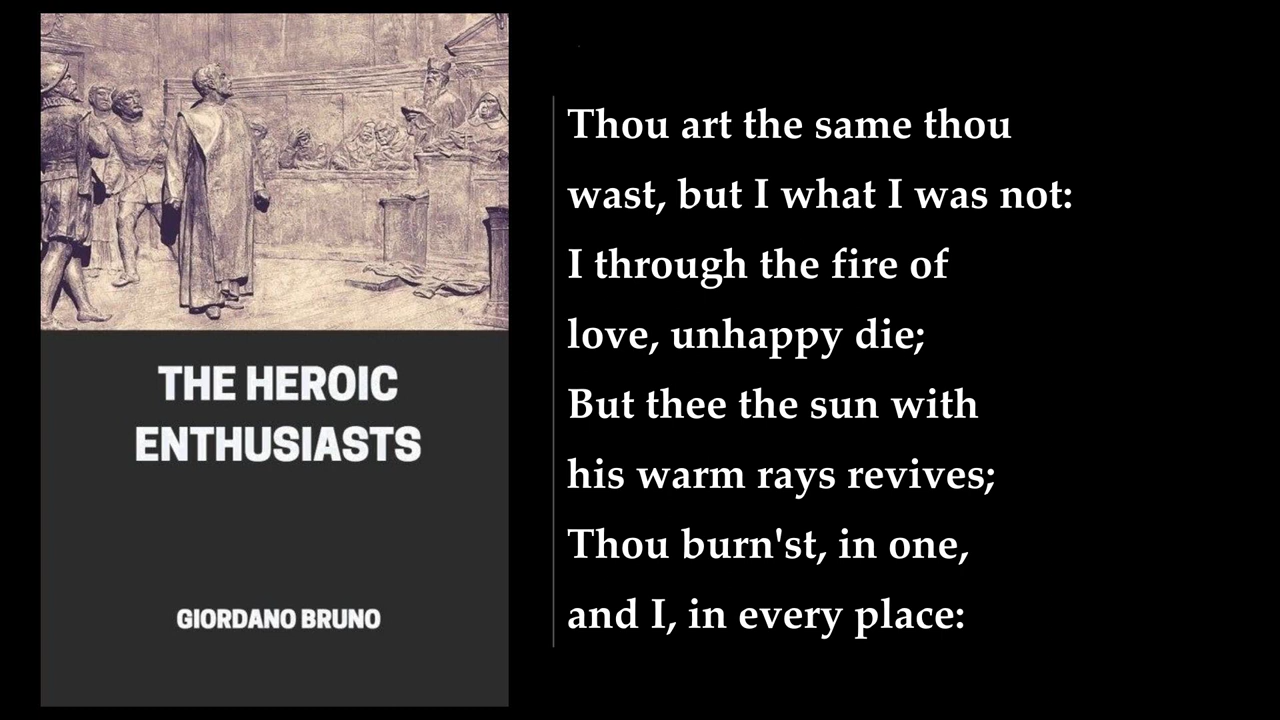 THE HEROIC
ENTHUSIASTS
GIORDANO BRUNO
Thou art the same thou
wast, but I what I was not:
I through the fire of
love, unhappy die;
But thee the sun with
his warm rays revives;
Thou burn'st, in one,
and I, in every place: